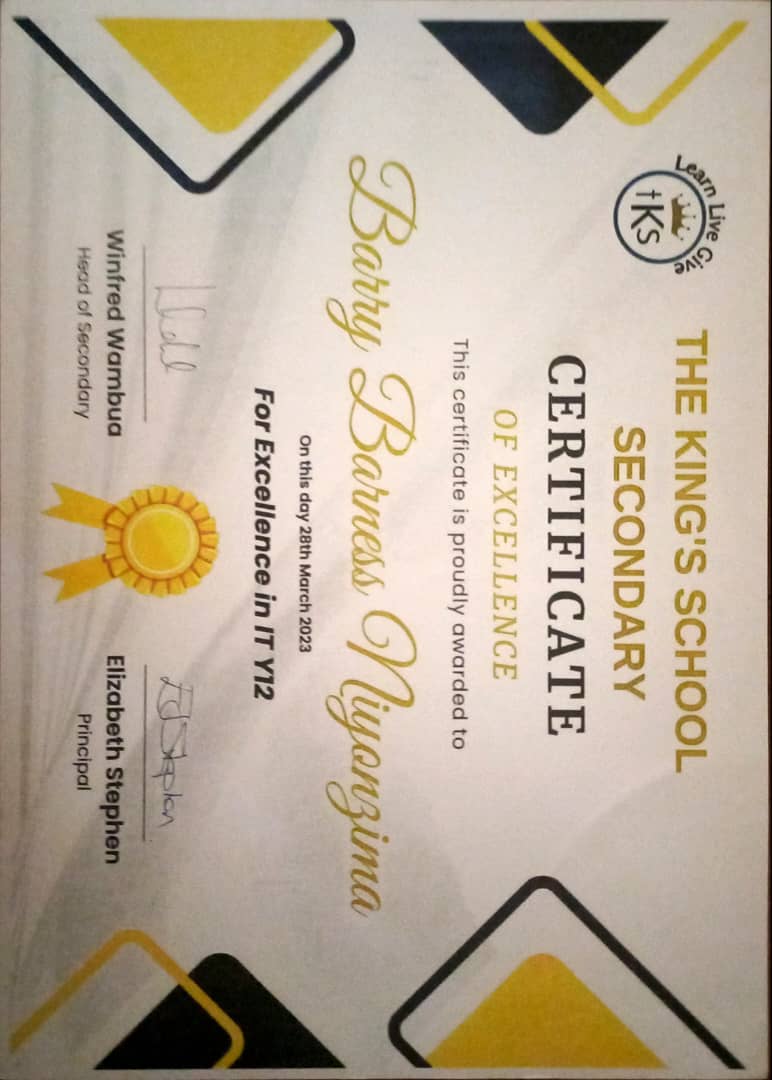 Learn Live Give
tKs
THE KING'S SCHOOL
SECONDARY
CERTIFICATE
OF EXCELLENCE
This certificate is proudly awarded to
Barry Barness Niyonzima
On this day 28th March 2023
For Excellence in IT Y12
EJStephen
Winfred Wambua
Elizabeth Stephen
Head of Secondary
Principal